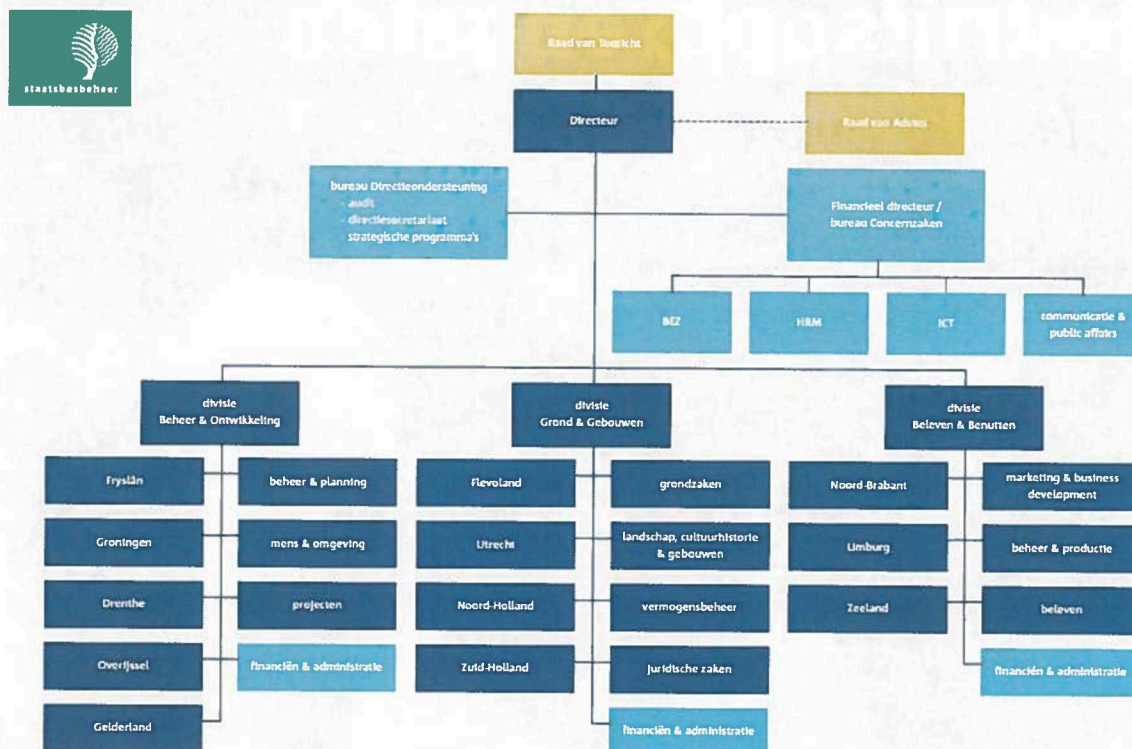 staatsbosbeheer
Raad van Toezicht
Directeur
Raad van Advies
bureau Directieondersteuning
- audit
- directiesecretariaat
strategische programma's
Financieel directeur /
bureau Concernzaken
BEZ
HRM
ICT
communicatie &
public affairs
divisie
Beheer & Ontwikkeling
Fryslân
Groningen
Drenthe
Overijssel
Gelderland
beheer & planning
mens & omgeving
projecten
financiën & administratie
divisie
Grond & Gebouwen
Flevoland
Utrecht
Noord-Holland
Zuid-Holland
grondzaken
landschap, cultuurhistorie
& gebouwen
vermogensbeheer
juridische zaken
financiën & administratie
divisie
Beleven & Benutten
Noord-Brabant
Limburg
Zeeland
marketing & business
development
beheer & productie
beleven
financiën & administratie